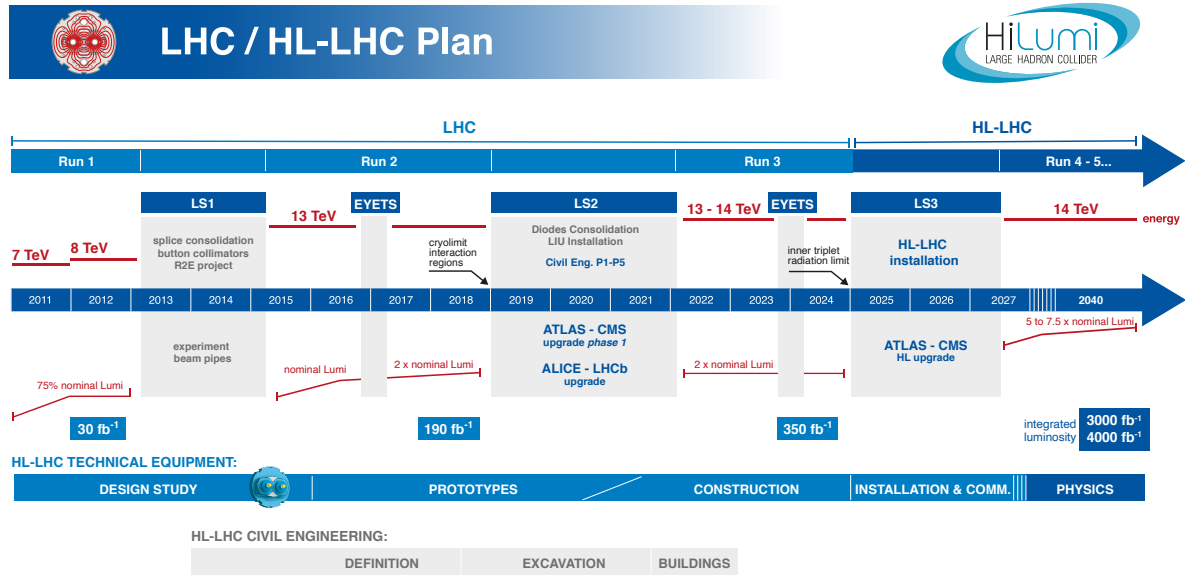 LHC / HL-LHC Plan
HiLumi
LARGE HADRON COLLIDER
LHC
HL-LHC
Run 1
Run 2
Run 3
Run 4 - 5...
LS1
EYETS
LS2
EYETS
LS3
13 TeV
13 - 14 TeV
14 TeV
energy
7 TeV
8 TeV
splice consolidation
button collimators
R2E project
cryolimit
interaction
regions
Diodes Consolidation
LIU Installation
Civil Eng. P1-P5
inner triplet
radiation limit
HL-LHC
installation
2011
2012
2013
2014
2015
2016
2017
2018
2019
2020
2021
2022
2023
2024
2025
2026
2027
2040
75% nominal Lumi
experiment
beam pipes
nominal Lumi
2 x nominal Lumi
ATLAS - CMS
upgrade phase 1
ALICE - LHCb
upgrade
2 x nominal Lumi
ATLAS - CMS
HL upgrade
5 to 7.5 x nominal Lumi
30 fb⁻¹
190 fb⁻¹
350 fb⁻¹
integrated
luminosity
3000 fb⁻¹
4000 fb⁻¹
HL-LHC TECHNICAL EQUIPMENT:
DESIGN STUDY
PROTOTYPES
CONSTRUCTION
INSTALLATION & COMM.
PHYSICS
HL-LHC CIVIL ENGINEERING:
DEFINITION
EXCAVATION
BUILDINGS